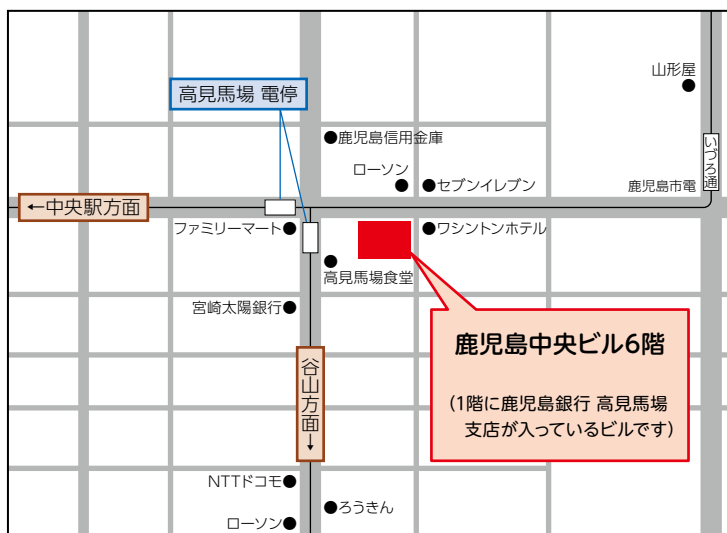 山形屋
高見馬場 電停
●鹿児島信用金庫
いづろ通
ローソン
●セブンイレブン
鹿児島市電
←中央駅方面
ファミリーマート●
●ワシントンホテル
高見馬場食堂
宮崎太陽銀行●
鹿児島中央ビル6階
(1階に鹿児島銀行 高見馬場
支店が入っているビルです)
谷山方面→
NTTドコモ●
●ろうきん
ローソン●